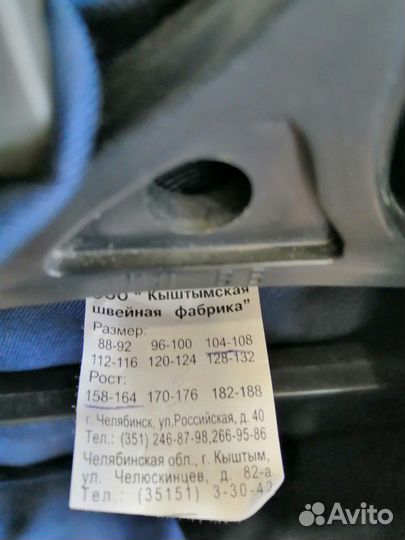 ООО " Кыштымская
швейная фабрика"
Размер:
88-92 96-100 104-108
112-116 120-124 128-132
Рост:
158-164 170-176 182-188
г. Челябинск, ул.Российская, д. 40
Тел.: (351) 246-87-98,266-95-86
Челябинская обл., г. Кыштым,
ул. Челюскинцев, д. 82-а
Тел.: (35151) 3-30-42
Avito